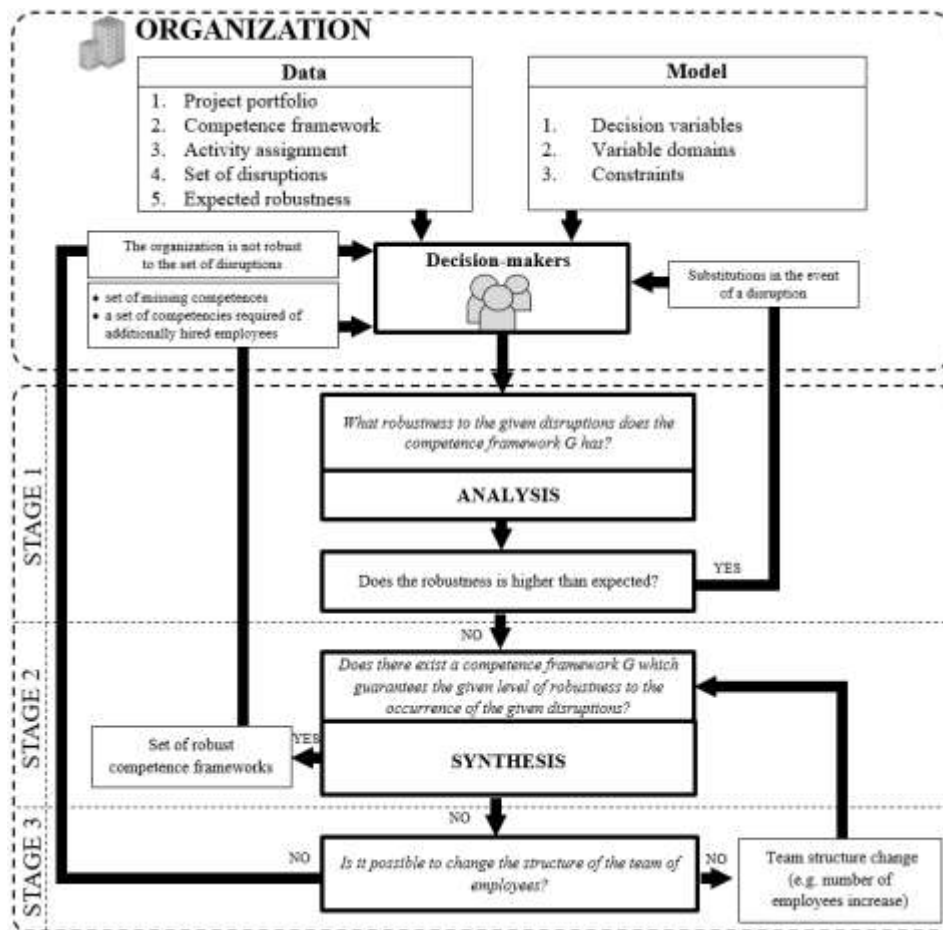 ORGANIZATION
Data
1. Project portfolio
2. Competence framework
3. Activity assignment
4. Set of disruptions
5. Expected robustness
Model
1. Decision variables
2. Variable domains
3. Constraints
The organization is not robust
to the set of disruptions
• set of missing competences
• a set of competencies required of
additionally hired employees
Decision-makers
Substitutions in the event
of a disruption
STAGE 1
What robustness to the given disruptions does the
competence framework G has?
ANALYSIS
Does the robustness is higher than expected?
YES
NO
STAGE 2
Does there exist a competence framework G which
guarantees the given level of robustness to the
occurrence of the given disruptions?
SYNTHESIS
YES
Set of robust
competence frameworks
NO
STAGE 3
NO
Is it possible to change the structure of the team of
employees?
NO
Team structure change
(e.g. number of
employees increase)